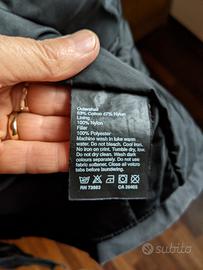 Outershell
53% Cotton 47% Nylon
Lining
100% Nylon
Filler
100% Polyester
Machine wash in luke
warm water. Do not
bleach. Cool iron. No
iron on print. Tumble
dry low. Do not dry
clean. Wash dark
colours separately.
Do not use fabric
softener. Close all
velcro tabs before
laundering.
RN 73883 CA 26405
subito